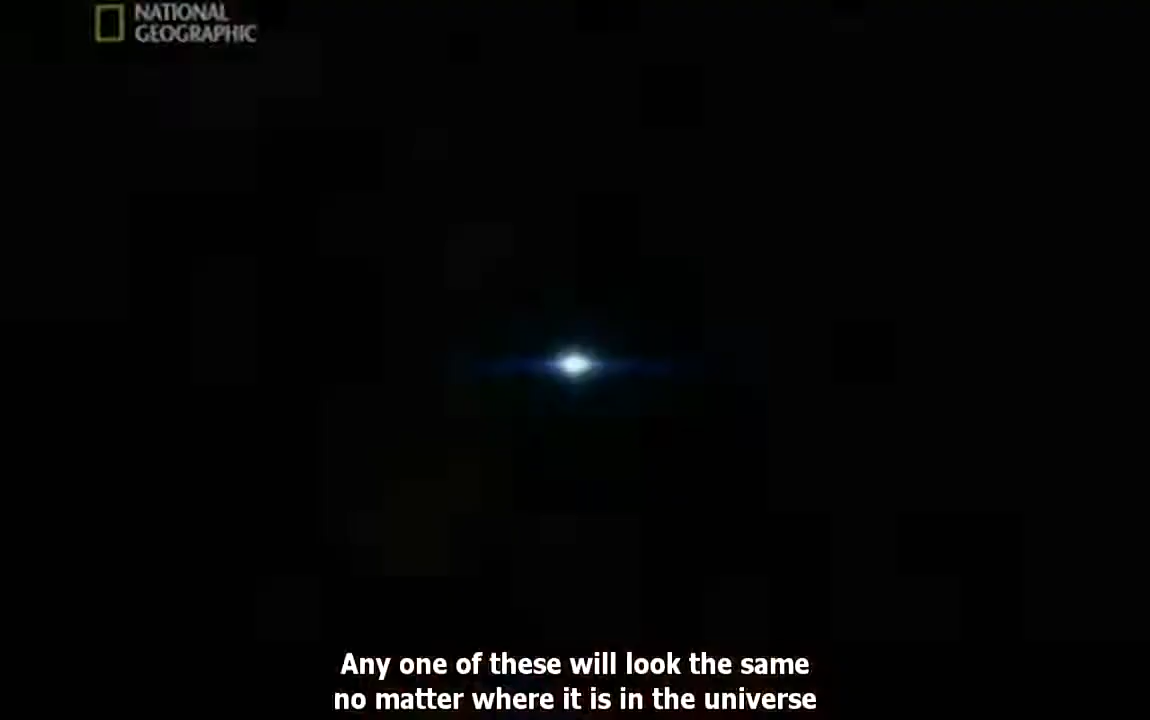 NATIONAL
GEOGRAPHIC
Any one of these will look the same
no matter where it is in the universe